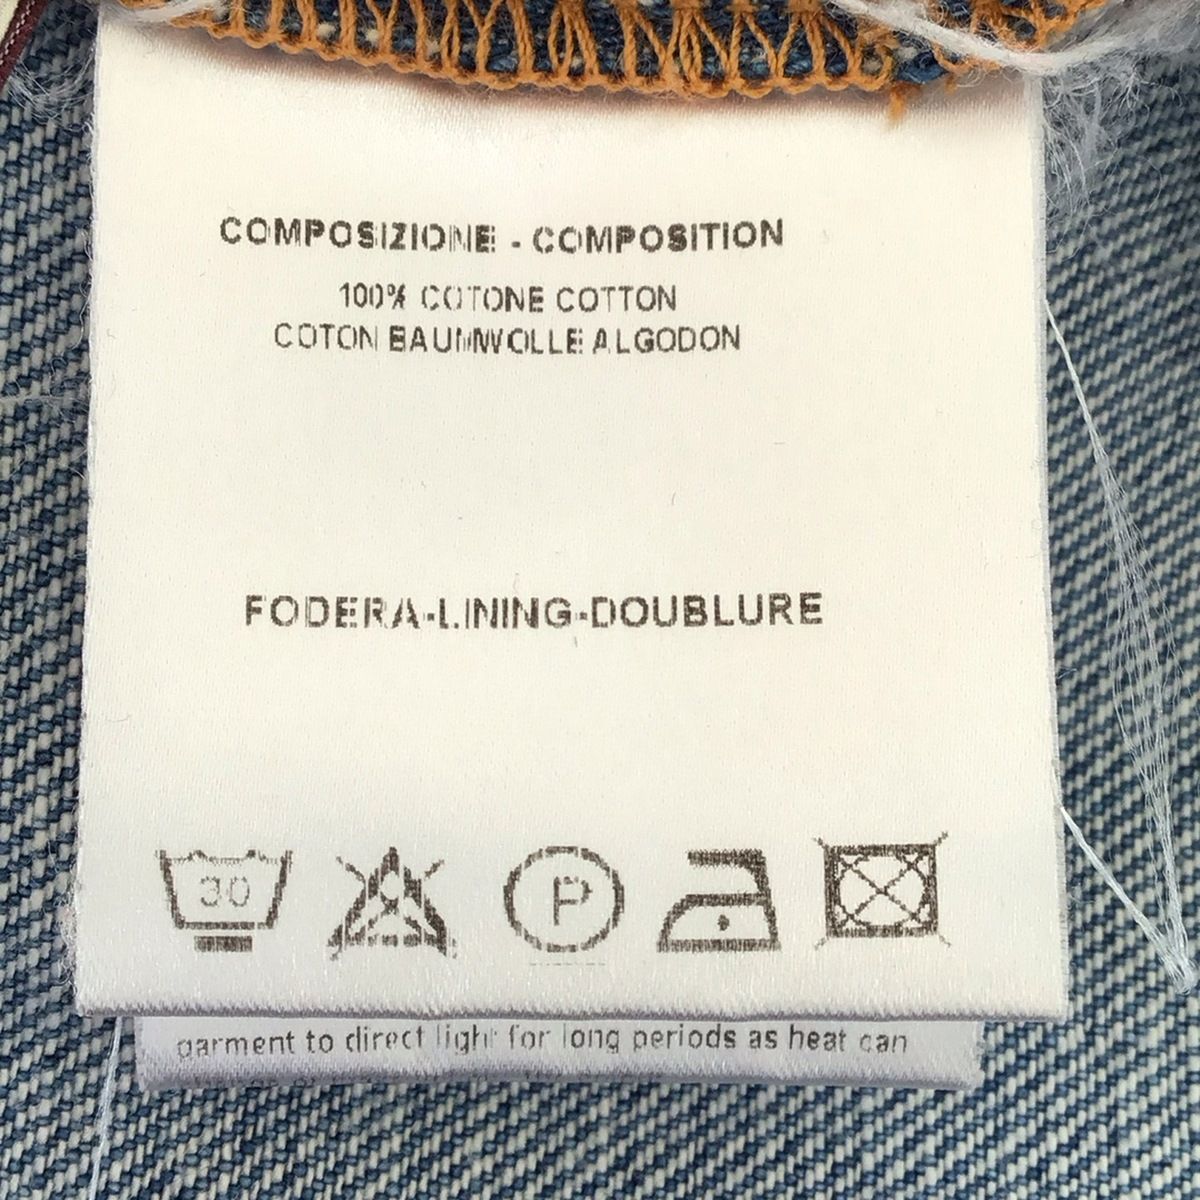 COMPOSIZIONE - COMPOSITION
100% COTONE COTTON
COTON BAUMWOLLE ALGODON
FODERA-LINING-DOUBLURE
30
P
garment to direct light for long periods as heat can